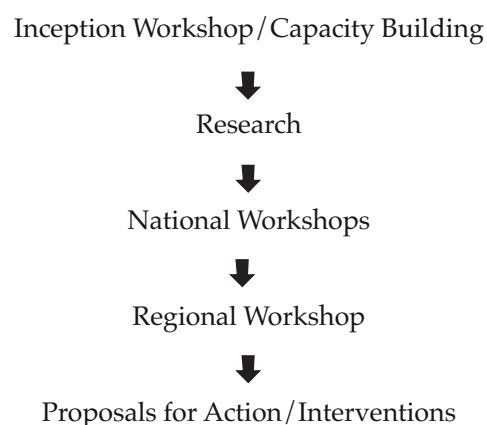 Inception Workshop/Capacity Building
Research
National Workshops
Regional Workshop
Proposals for Action/Interventions